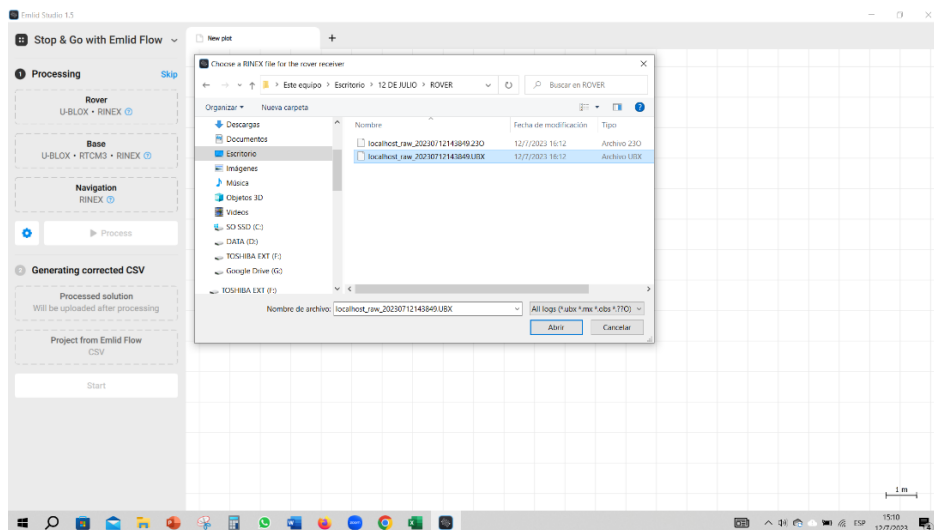 Emlid Studio 1.5
Stop & Go with Emlid Flow
New plot
+
1 Processing Skip
Rover
U-BLOX • RINEX
Base
U-BLOX • RTCM3 • RINEX
Navigation
RINEX
Process
2 Generating corrected CSV
Processed solution
Will be uploaded after processing
Project from Emlid Flow
CSV
Start
Choose a RINEX file for the rover receiver
Este equipo > Escritorio > 12 DE JULIO > ROVER
Buscar en ROVER
Organizar
Nueva carpeta
Descargas
Documentos
Escritorio
Imágenes
Música
Objetos 3D
Videos
SO SSD (C:)
DATA (D:)
TOSHIBA EXT (F:)
Google Drive (G:)
TOSHIBA EXT (F:)
Nombre Fecha de modificación Tipo
localhost_raw_20230712143849.23O 12/7/2023 16:12 Archivo 23O
localhost_raw_20230712143849.UBX 12/7/2023 16:12 Archivo UBX
Nombre de archivo: localhost_raw_20230712143849.UBX
All logs (*.ubx *.rnx *.obs *.??O)
Abrir Cancelar
1 m
ESP
15:10
12/7/2023